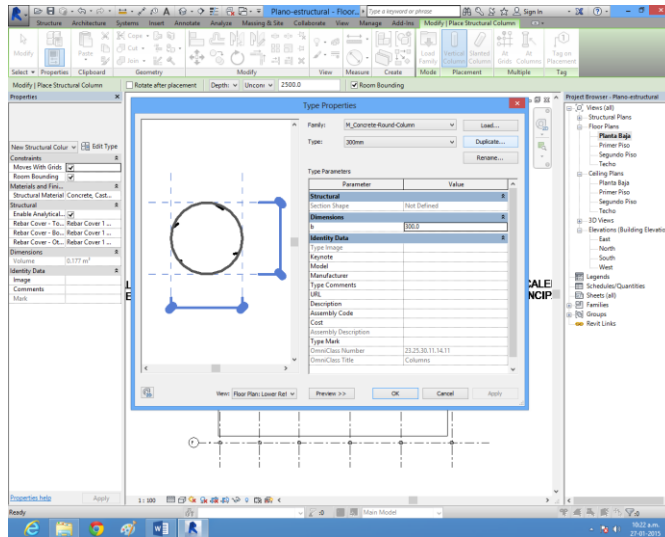 Plano-estructural - Floor...
Type a keyword or phrase
Sign In
Structure Architecture Systems Insert Annotate Analyze Massing & Site Collaborate View Manage Add-Ins Modify | Place Structural Column
Modify
Paste
Cope
Cut
Join
Load Family
Vertical Column
Slanted Column
At Grids
At Columns
Tag on Placement
Select Properties Clipboard Geometry Modify View Measure Create Mode Placement Multiple Tag
Modify | Place Structural Column
Rotate after placement
Depth:
Uncon
2500.0
Room Bounding
Properties
New Structural Colur
Edit Type
Constraints
Moves With Grids
Room Bounding
Materials and Fini...
Structural Material Concrete, Cast...
Structural
Enable Analytical...
Rebar Cover - To... Rebar Cover 1 ...
Rebar Cover - Bo... Rebar Cover 1 ...
Rebar Cover - Ot... Rebar Cover 1 ...
Dimensions
Volume 0.177 m³
Identity Data
Image
Comments
Mark
Properties help
Apply
Type Properties
Family: M_Concrete-Round-Column
Load...
Type: 300mm
Duplicate...
Rename...
Type Parameters
Parameter Value
Structural
Section Shape Not Defined
Dimensions
b 300.0
Identity Data
Type Image
Keynote
Model
Manufacturer
Type Comments
URL
Description
Assembly Code
Cost
Assembly Description
Type Mark
OmniClass Number 23.25.30.11.14.11
OmniClass Title Columns
View: Floor Plan: Lower Ref
Preview >>
OK
Cancel
Apply
CALE
NCIP
Project Browser - Plano-estructural
Views (all)
Structural Plans
Floor Plans
Planta Baja
Primer Piso
Segundo Piso
Techo
Ceiling Plans
Planta Baja
Primer Piso
Segundo Piso
Techo
3D Views
Elevations (Building Elevatio
East
North
South
West
Legends
Schedules/Quantities
Sheets (all)
Families
Groups
Revit Links
1 : 100
Ready
:0
Main Model
10:22 a.m.
27-01-2015